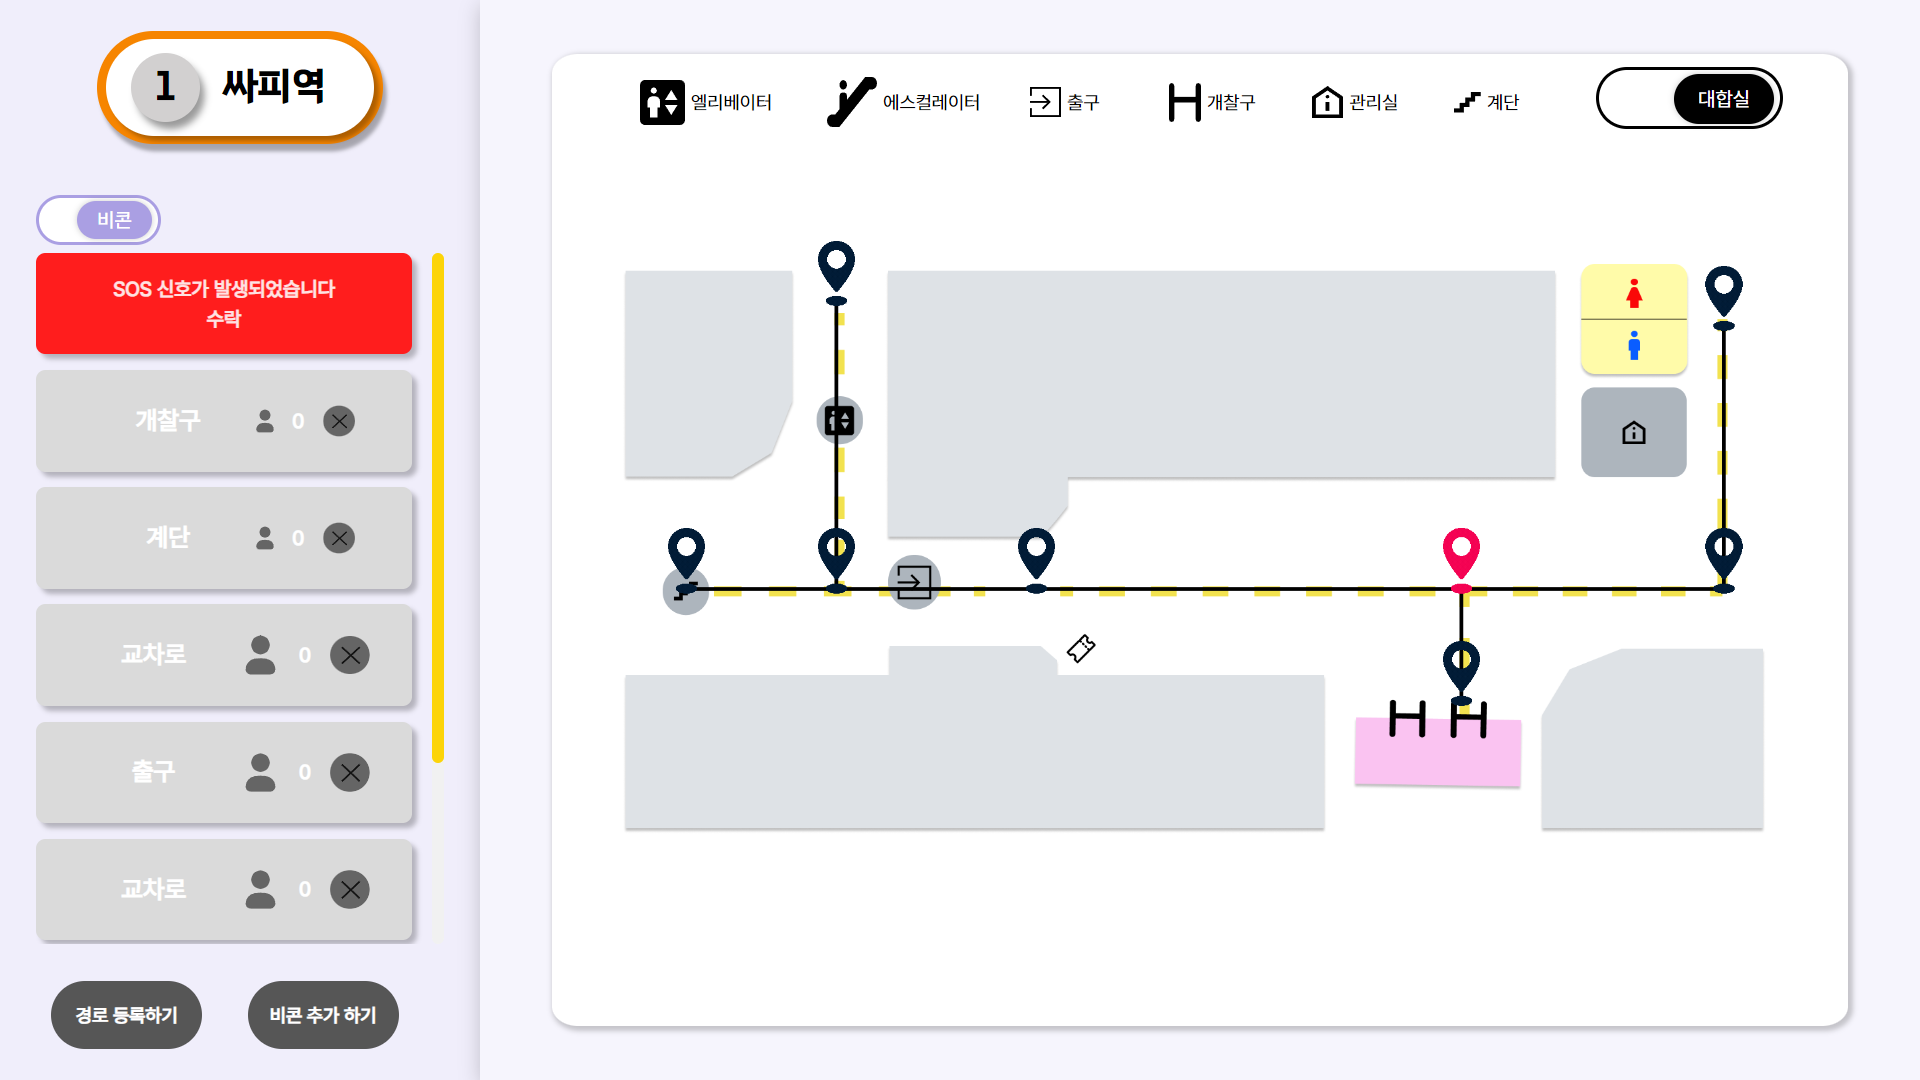 1 싸피역
엘리베이터 에스컬레이터 출구 개찰구 관리실 계단 대합실
비콘
SOS 신호가 발생되었습니다
수락
개찰구 0
계단 0
교차로 0
출구 0
교차로 0
경로 등록하기 비콘 추가 하기